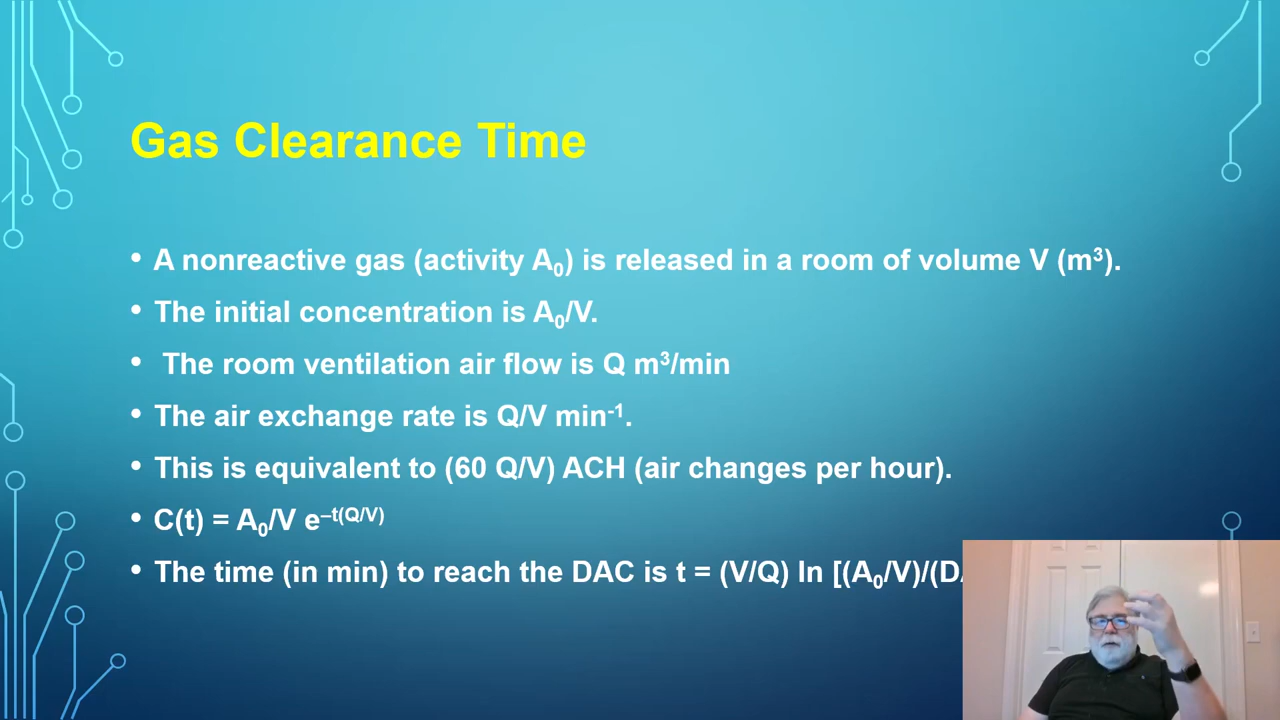 Gas Clearance Time
• A nonreactive gas (activity A₀) is released in a room of volume V (m³).
• The initial concentration is A₀/V.
• The room ventilation air flow is Q m³/min
• The air exchange rate is Q/V min⁻¹.
• This is equivalent to (60 Q/V) ACH (air changes per hour).
• C(t) = A₀/V e^–t(Q/V)
• The time (in min) to reach the DAC is t = (V/Q) ln [(A₀/V)/(D